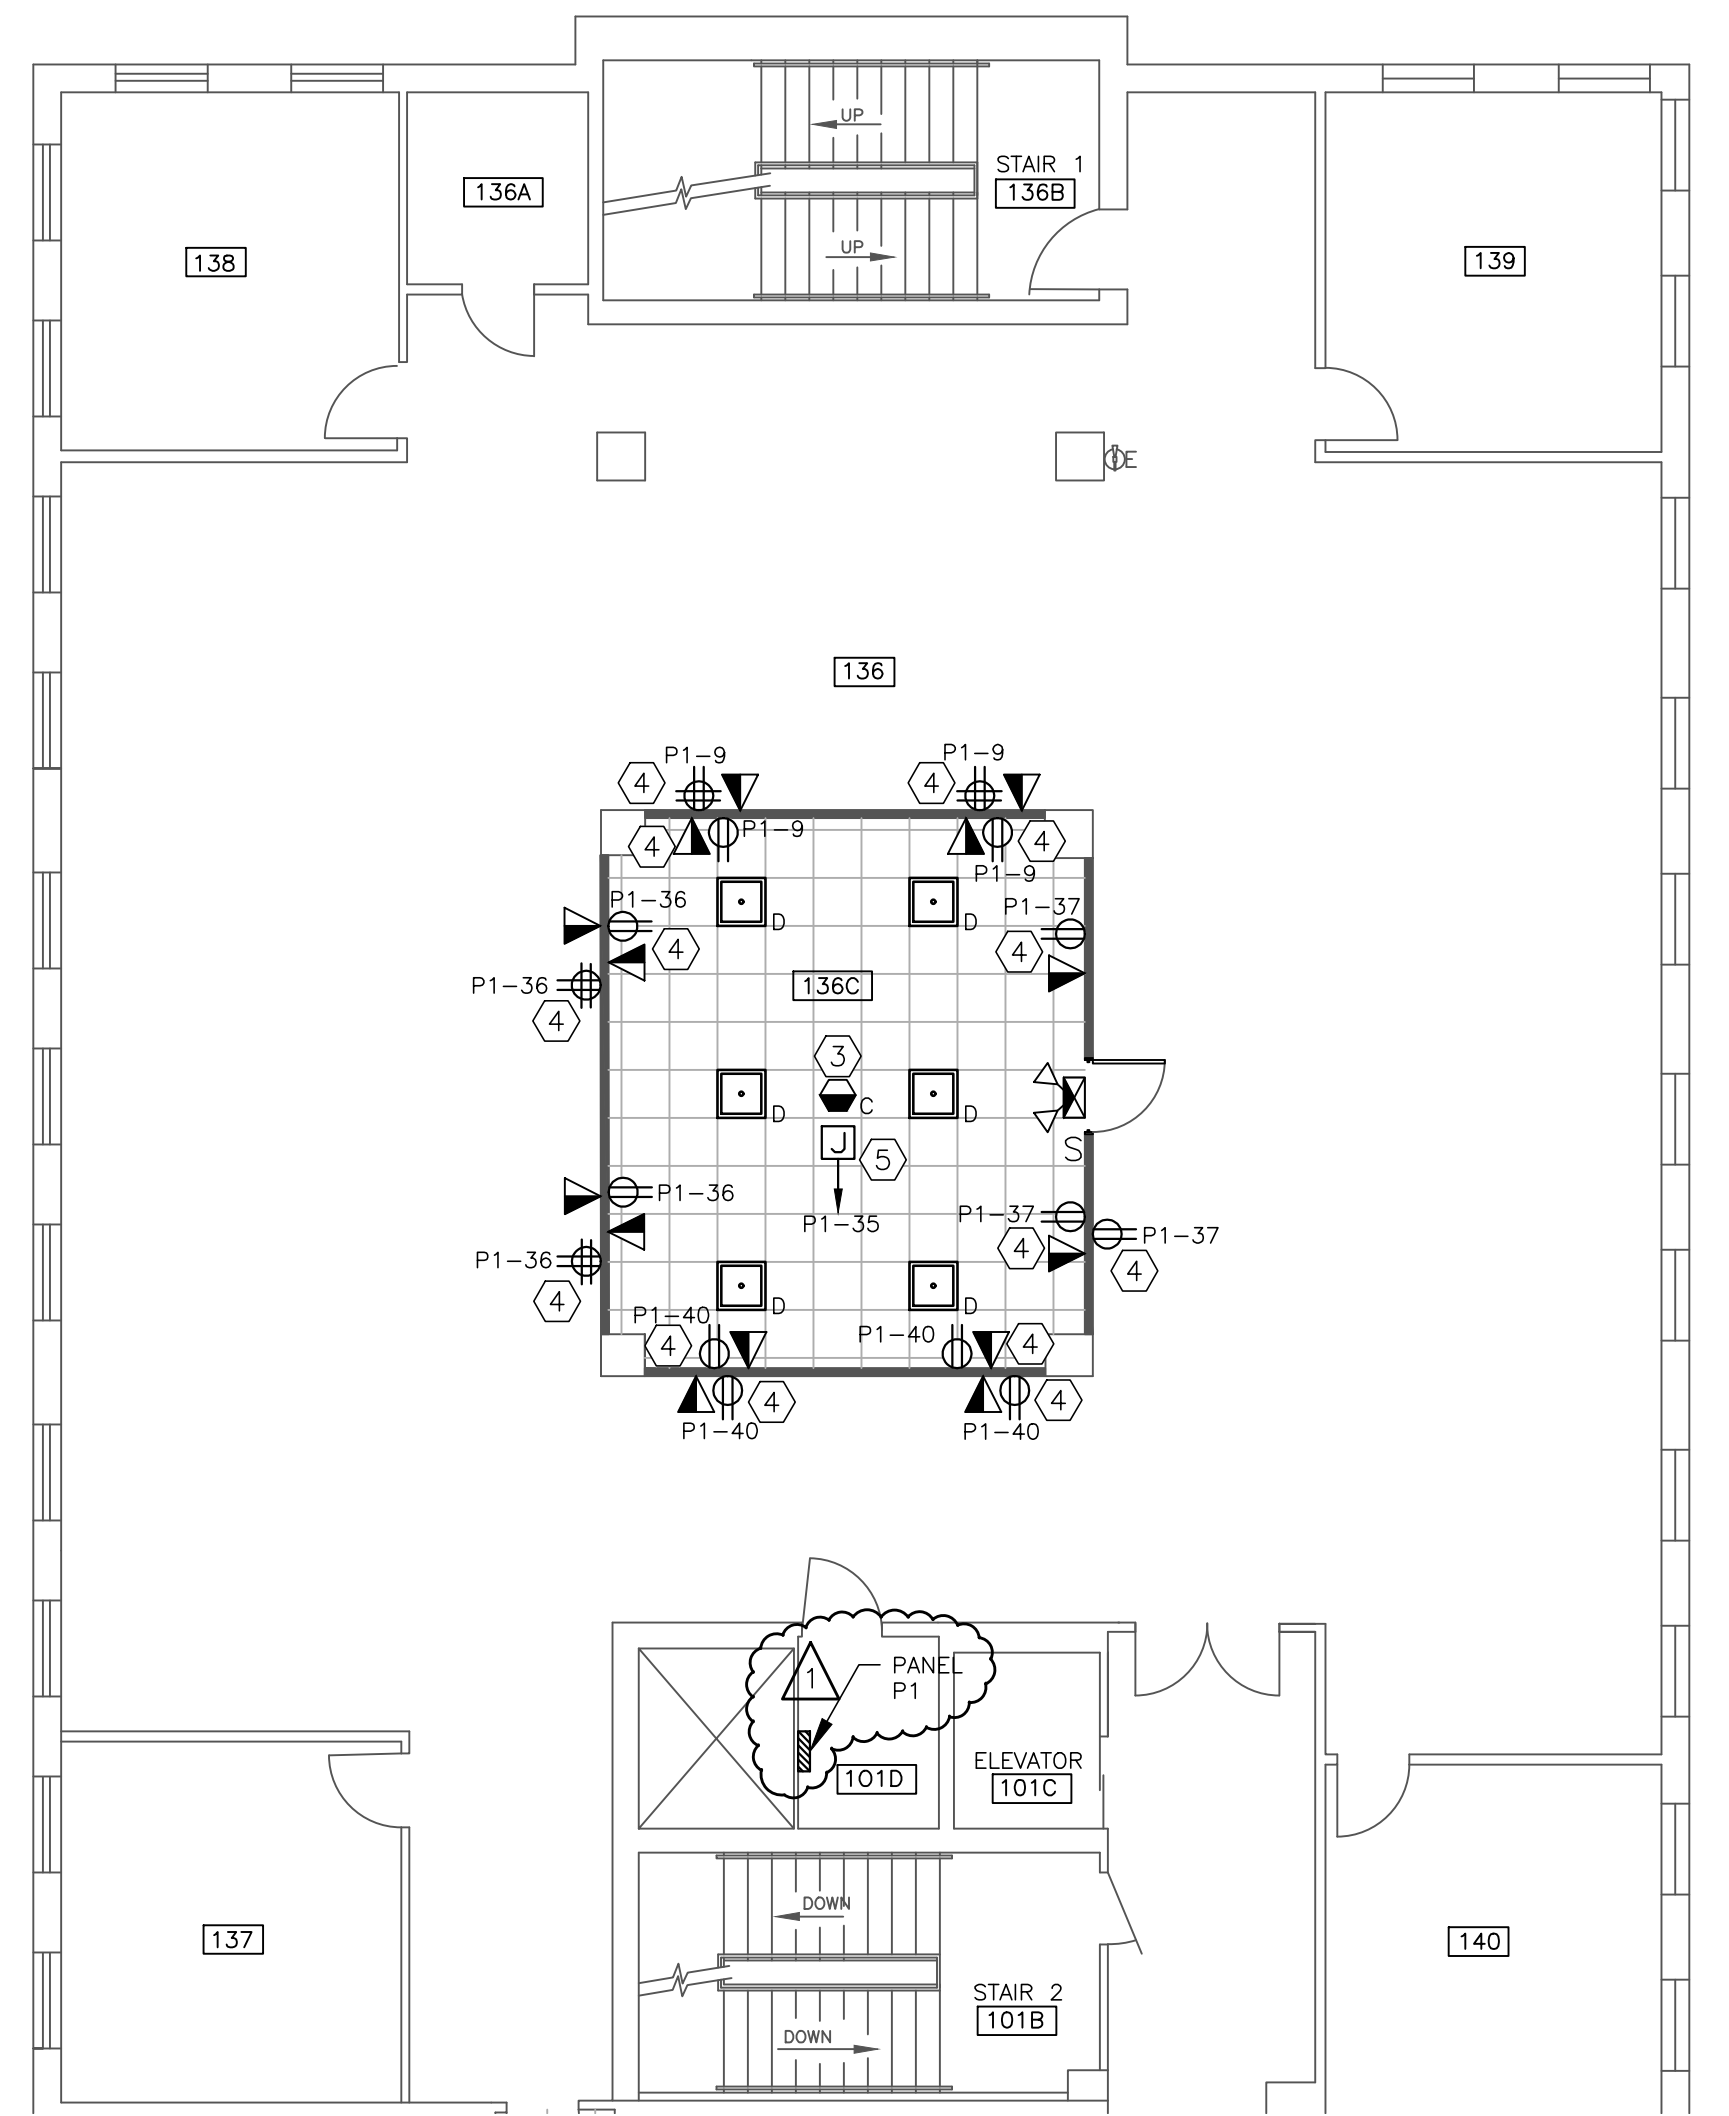 UP
STAIR 1
136A
136B
UP
138
139
E
136
P1-9
P1-9
4
4
P1-9
4
4
P1-9
P1-36
P1-37
D
D
4
4
P1-36
136C
4
3
C
D
D
J
S
5
P1-36
P1-35
P1-37
P1-37
4
P1-36
4
4
D
D
P1-40
P1-40
4
4
4
4
P1-40
P1-40
1
PANEL
P1
ELEVATOR
101D
101C
DOWN
137
140
STAIR 2
101B
DOWN